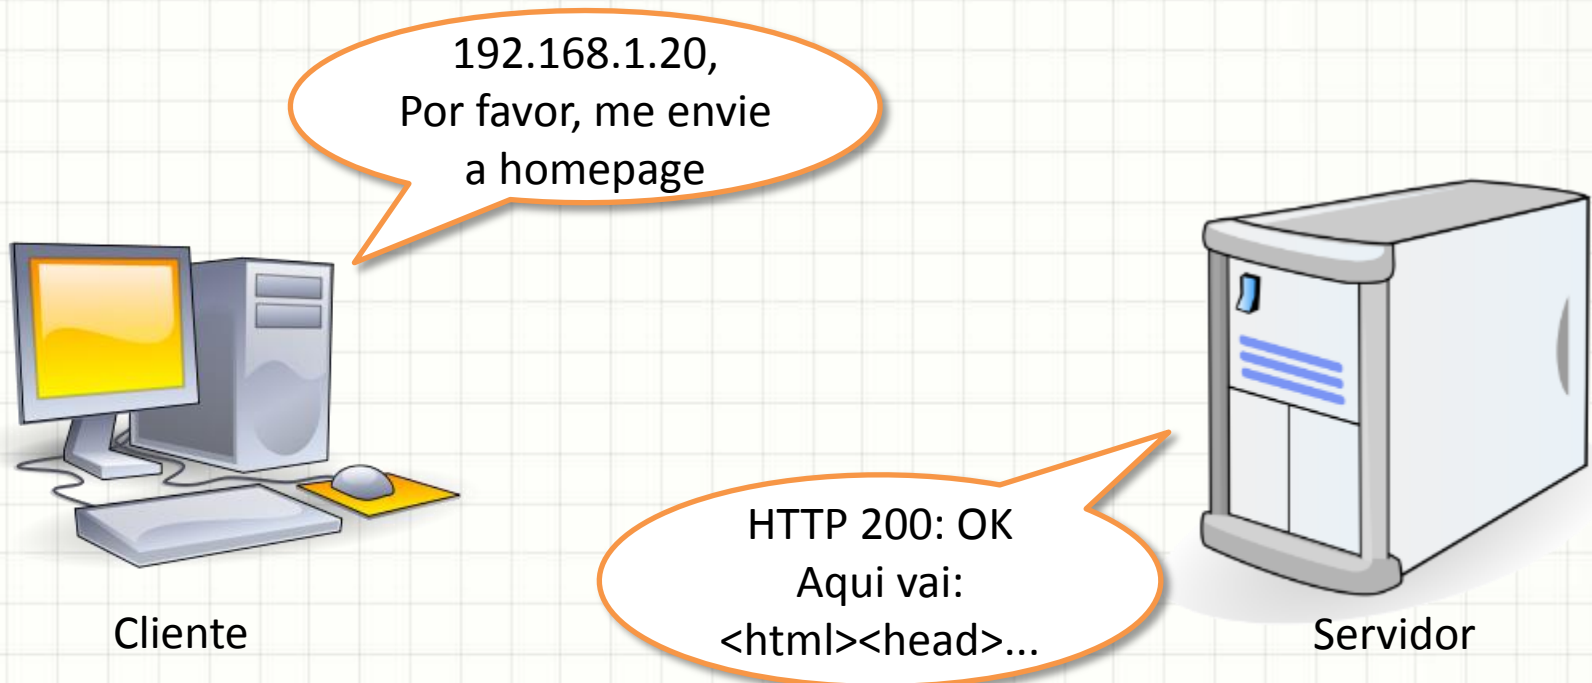 192.168.1.20,
Por favor, me envie
a homepage
HTTP 200: OK
Aqui vai:
<html><head>...
Cliente
Servidor